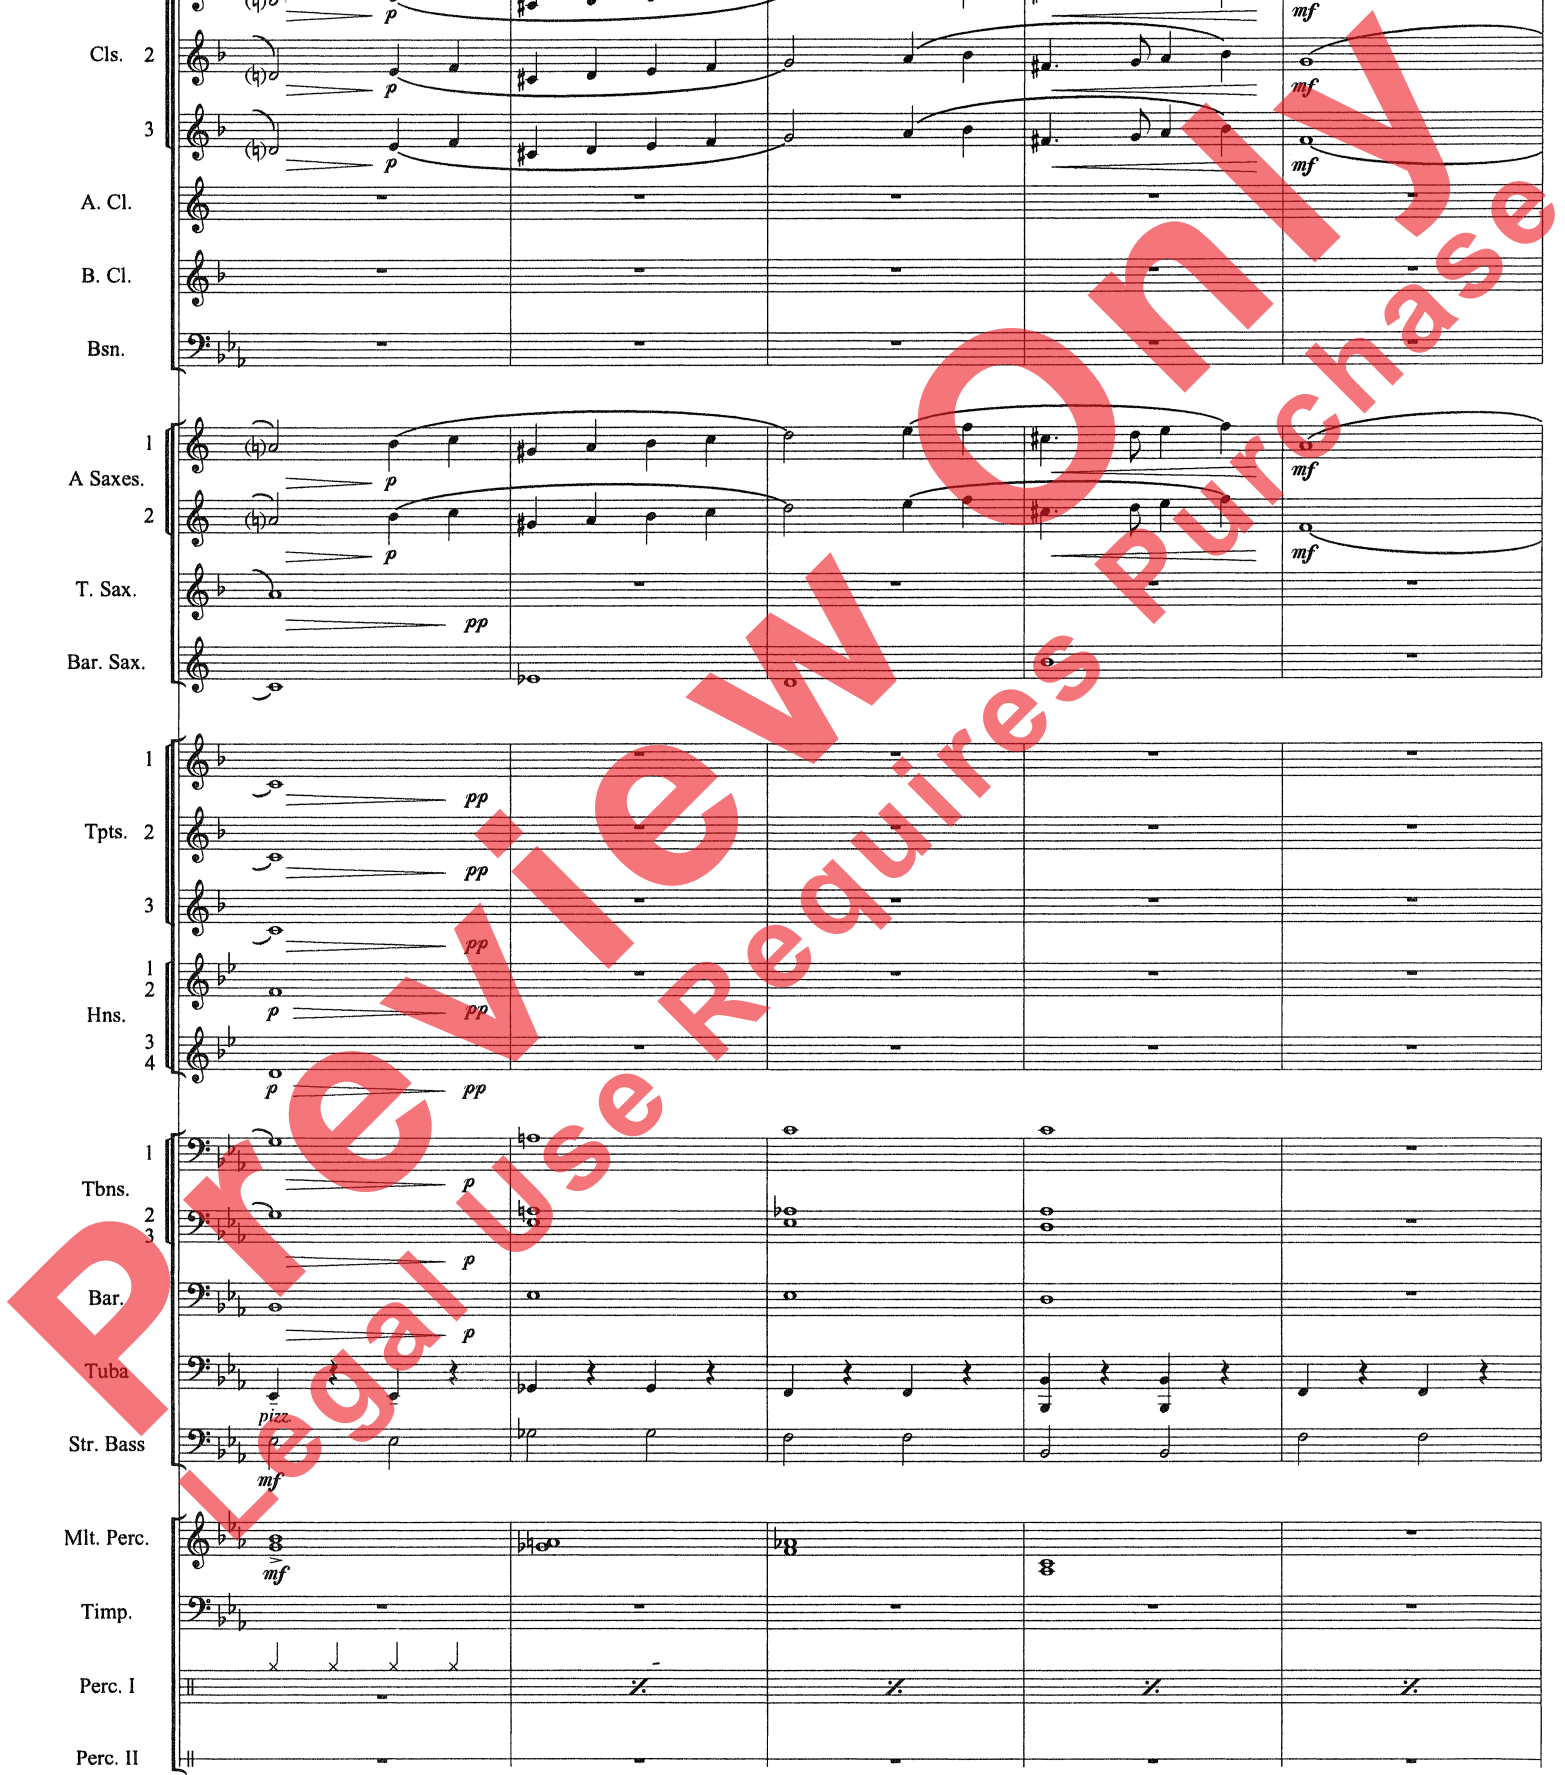 p mf
Cls. 2
p mf
3
p mf
A. Cl.
B. Cl.
Bsn.
1
p mf
A Saxes.
2
p mf
T. Sax.
pp
Bar. Sax.
1
pp
Tpts. 2
pp
3
pp
1
2
p pp
Hns.
3
4
p pp
1
p
Tbns.
2
3
p
Bar.
p
Tuba
pizz.
Str. Bass
mf
Mlt. Perc.
mf
Timp.
Perc. I
Perc. II
Preview Only
Legal Use Requires Purchase